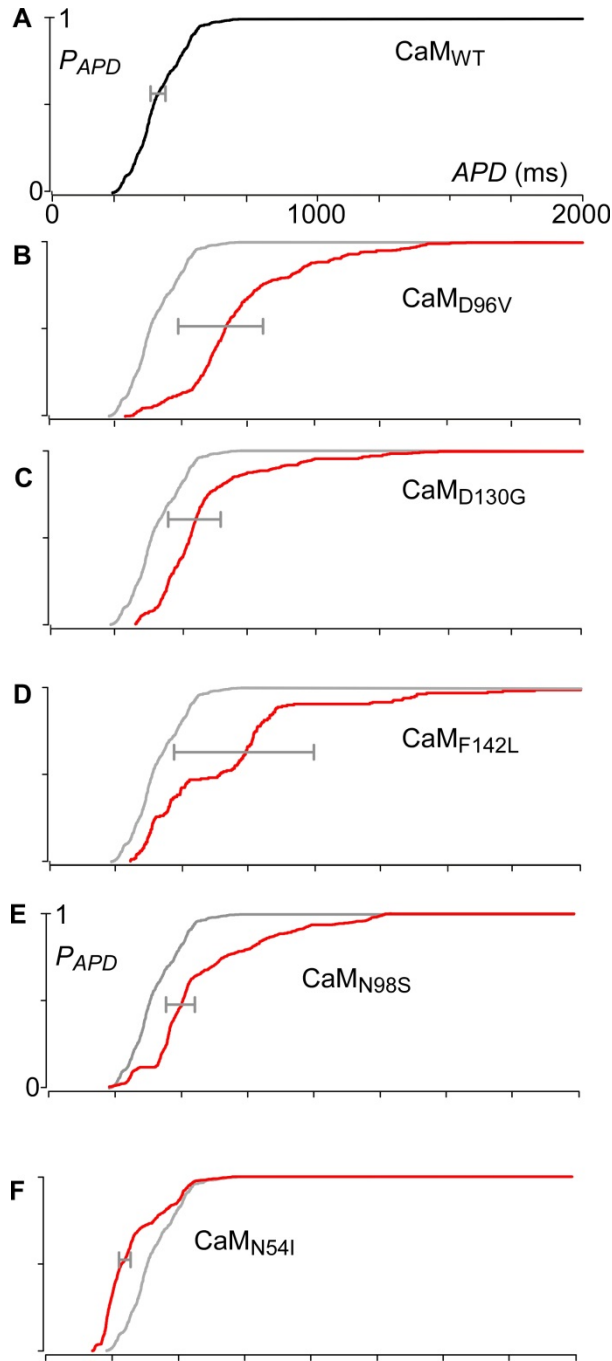 A
1
P_APD
CaM_WT
0
APD (ms)
0
1000
2000
B
CaM_D96V
C
CaM_D130G
D
CaM_F142L
E
1
P_APD
CaM_N98S
0
F
CaM_N54I